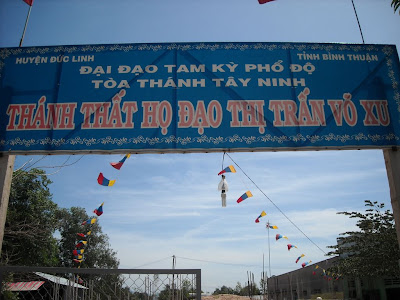 HUYỆN ĐỨC LINH TỈNH BÌNH THUẬN
ĐẠI ĐẠO TAM KỲ PHỔ ĐỘ
TÒA THÁNH TÂY NINH
THÁNH THẤT HỌ ĐẠO THỊ TRẤN VÕ XU